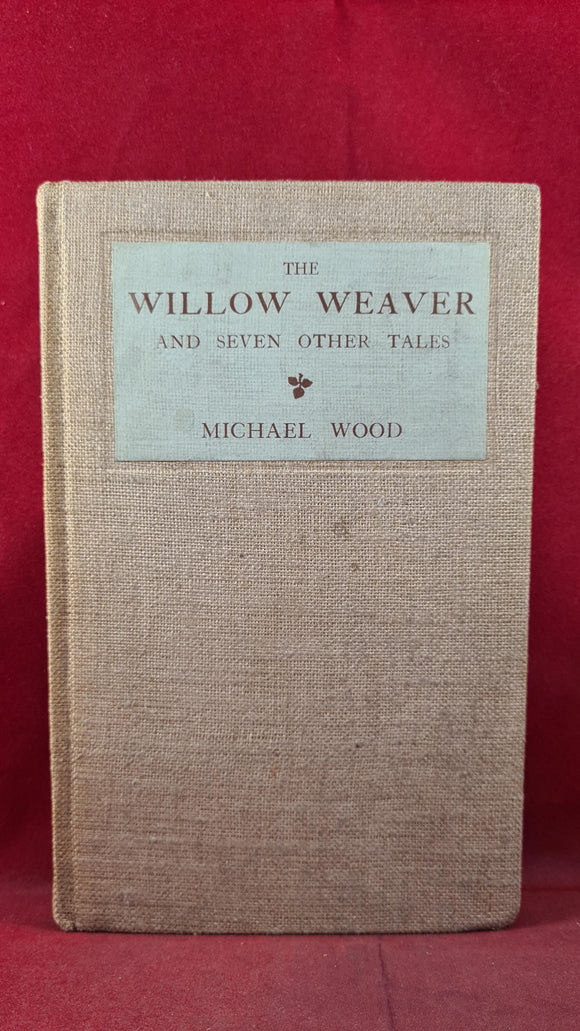 THE
WILLOW WEAVER
AND SEVEN OTHER TALES
MICHAEL WOOD